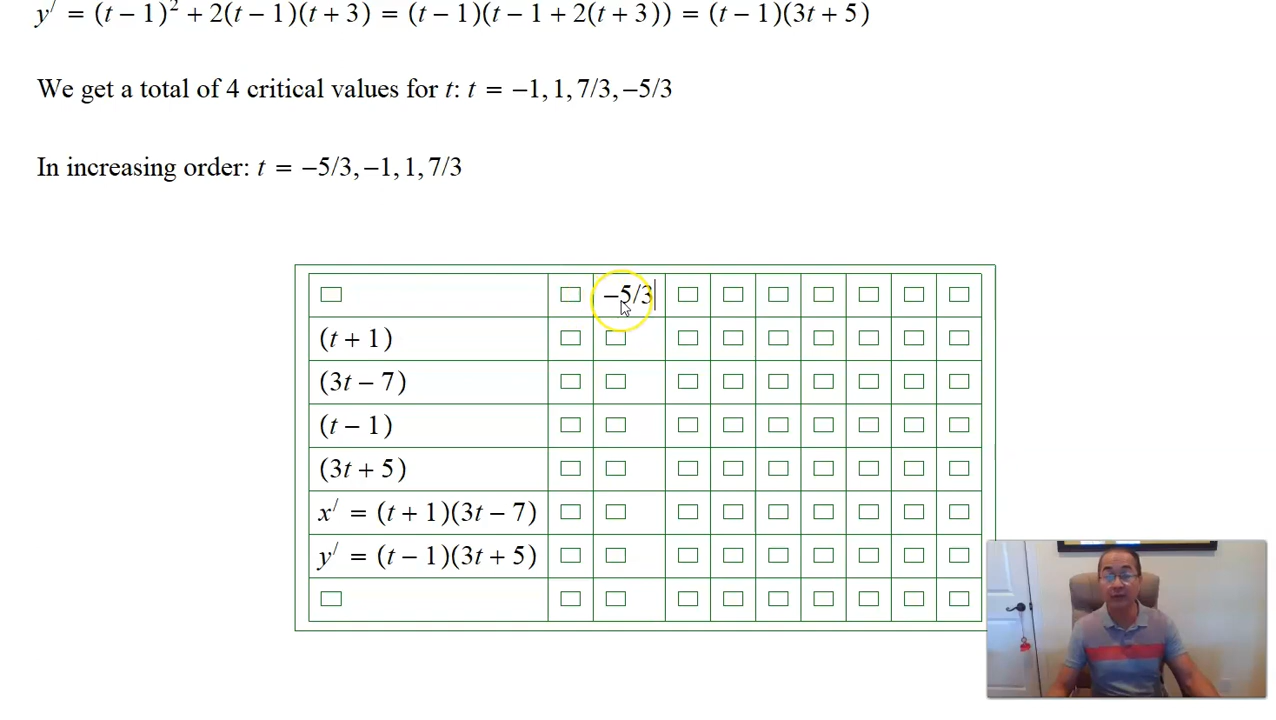 y′ = (t − 1)² + 2(t − 1)(t + 3) = (t − 1)(t − 1 + 2(t + 3)) = (t − 1)(3t + 5)
We get a total of 4 critical values for t: t = −1, 1, 7/3, −5/3
In increasing order: t = −5/3, −1, 1, 7/3
−5/3
(t + 1)
(3t − 7)
(t − 1)
(3t + 5)
x′ = (t + 1)(3t − 7)
y′ = (t − 1)(3t + 5)